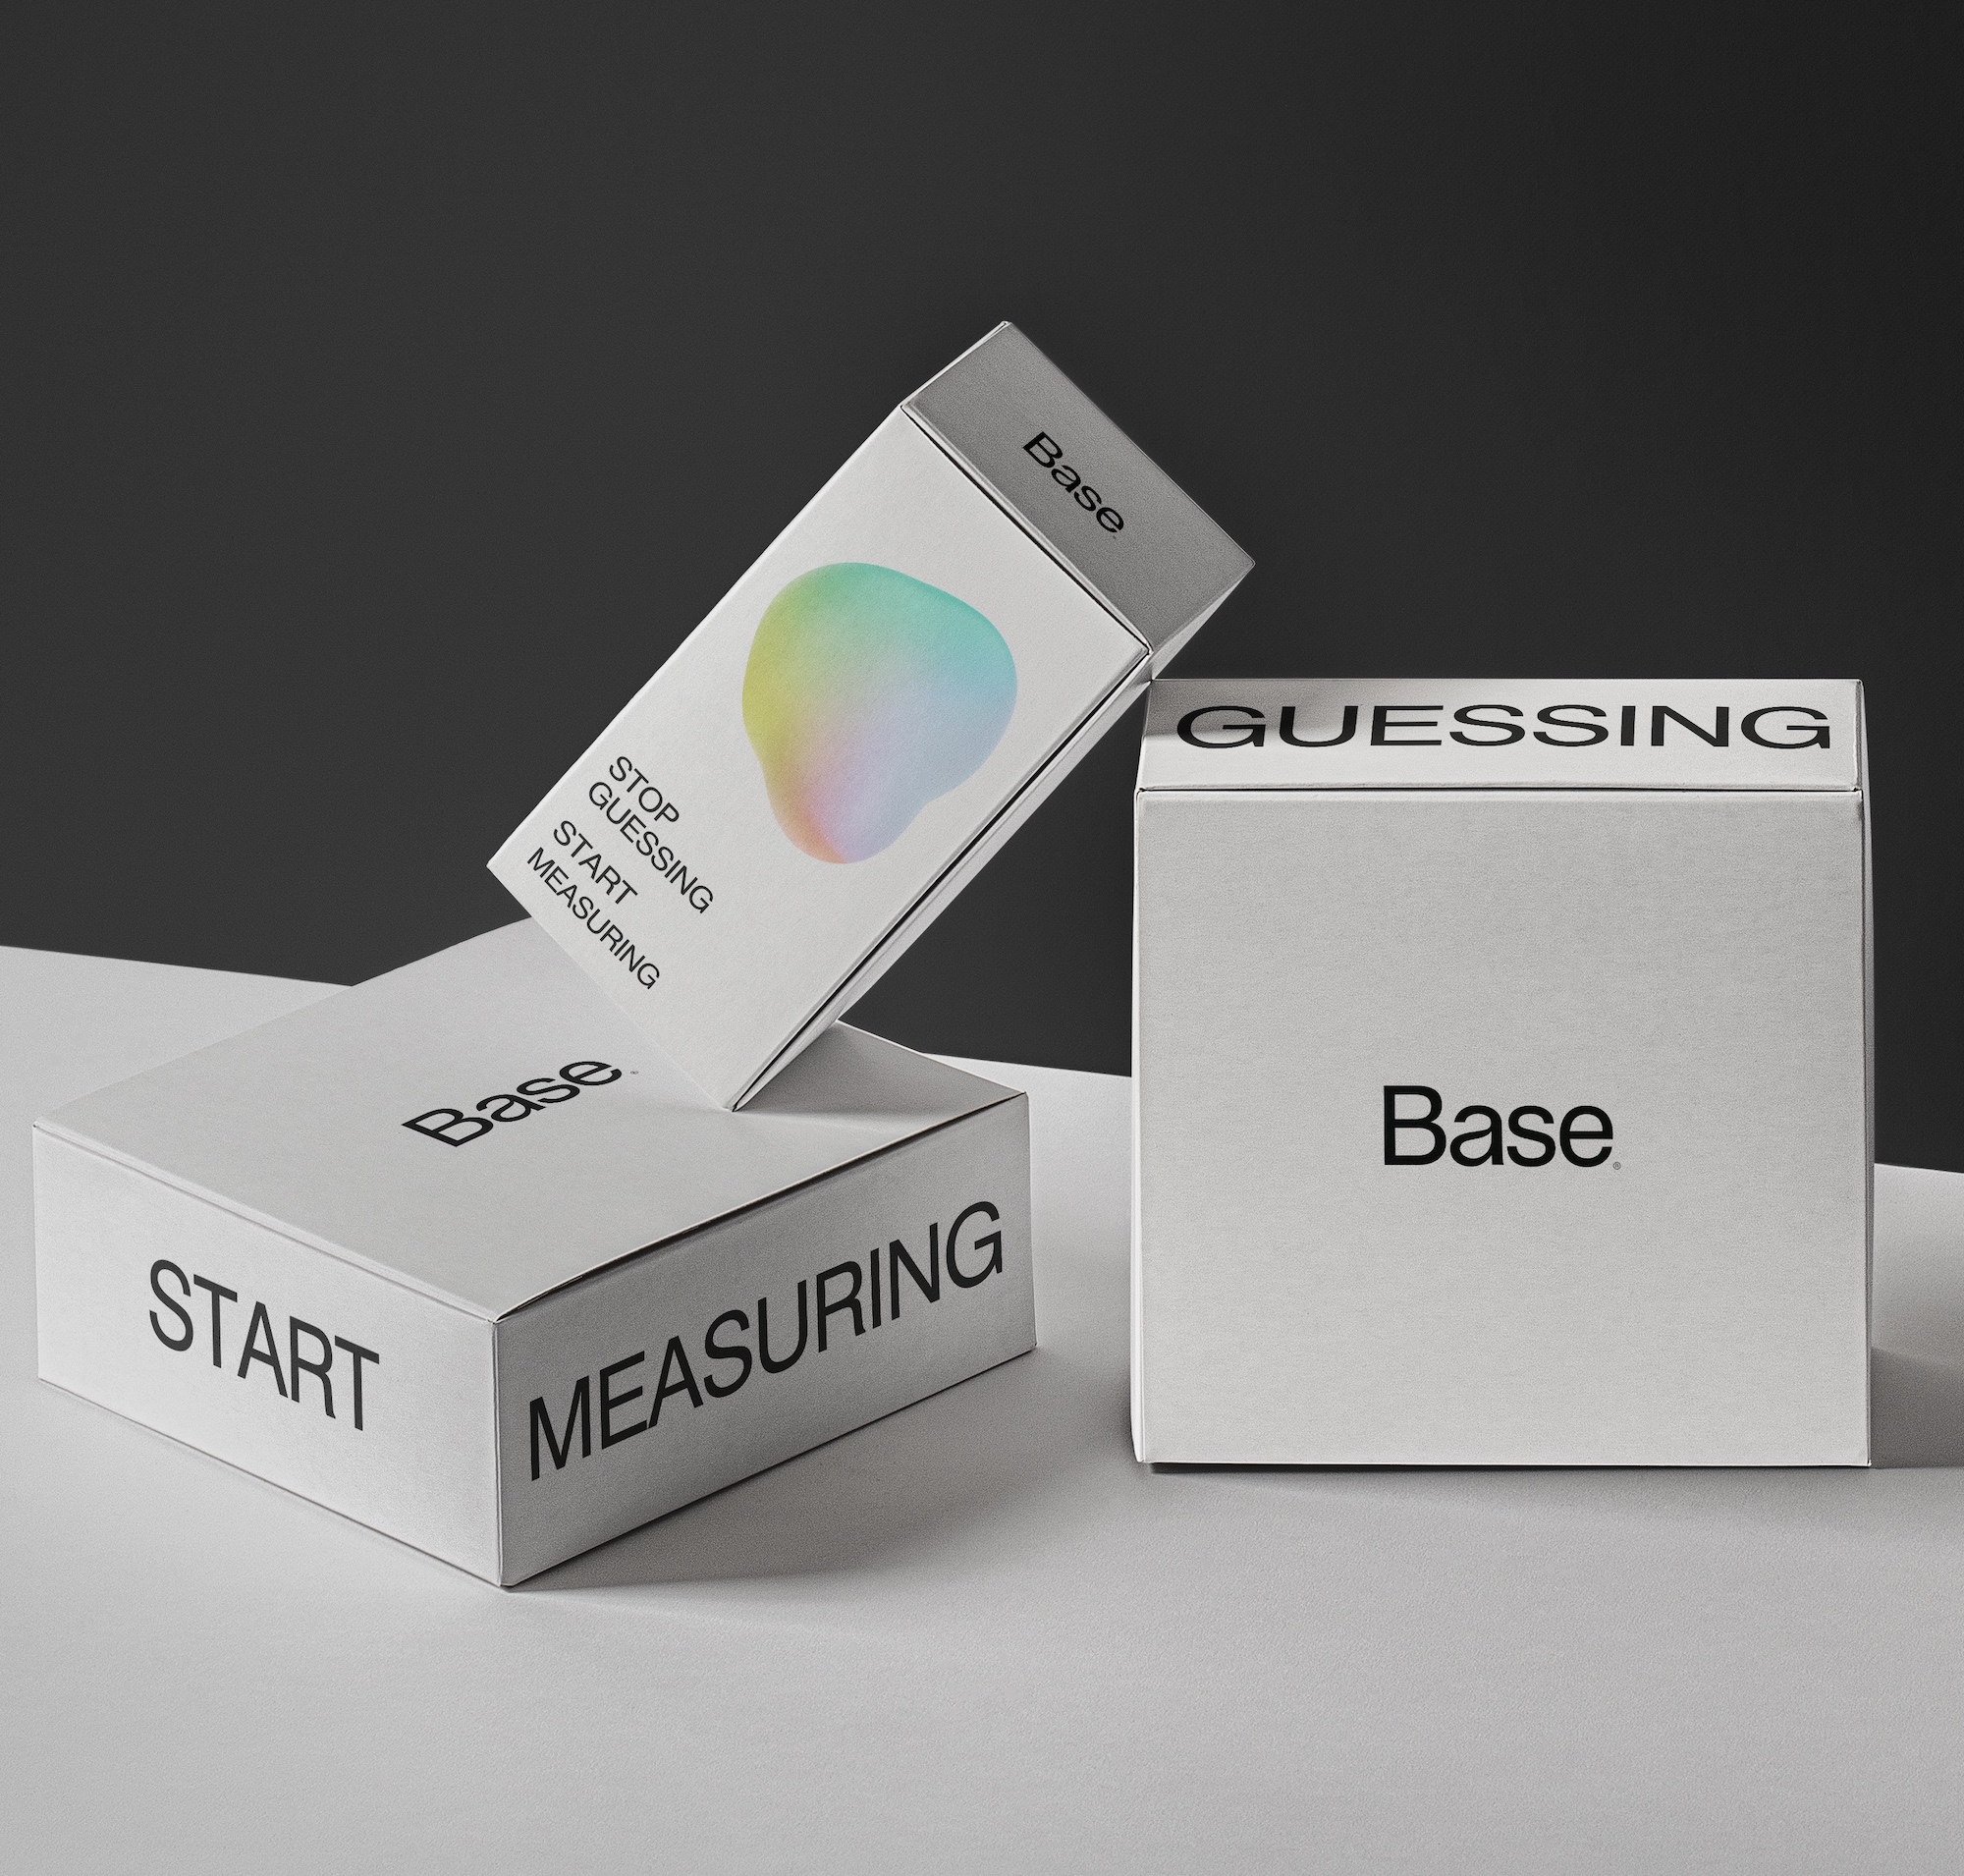 Base
STOP
GUESSING
START
MEASURING
GUESSING
Base®
Base
START
MEASURING